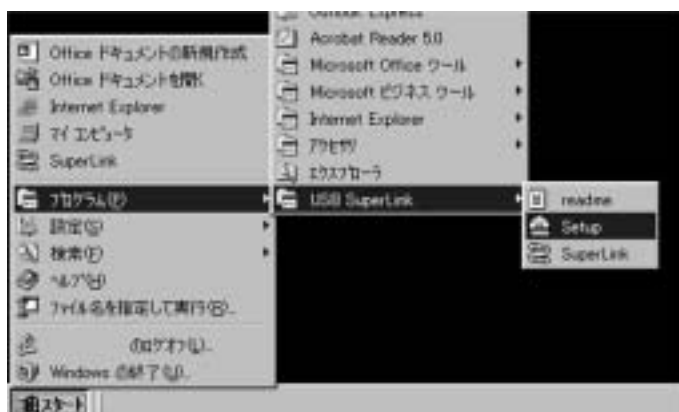 Office ドキュメントの新規作成
Office ドキュメントを開く
Internet Explorer
マイ コンピュータ
SuperLink
プログラム(P)
設定(S)
検索(F)
ヘルプ(H)
ファイル名を指定して実行(R)...
のログオフ(L)...
Windows の終了(U)...
スタート
Outlook Express
Acrobat Reader 5.0
Microsoft Office ツール
Microsoft ビジネス ツール
Internet Explorer
アクセサリ
エクスプローラ
USB SuperLink
readme
Setup
SuperLink